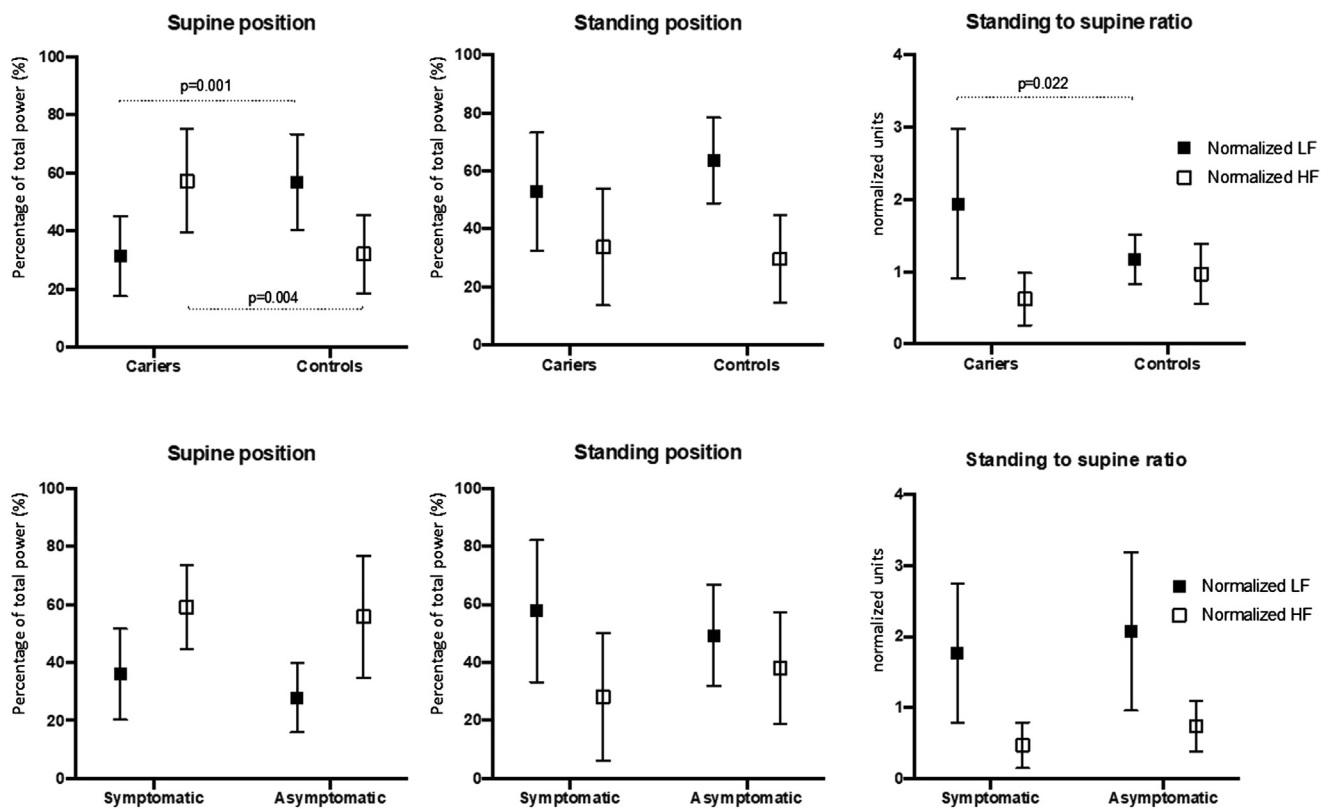 Supine position
Percentage of total power (%)
100
80
60
40
20
0
p=0.001
p=0.004
Cariers
Controls
Standing position
Percentage of total power (%)
100
80
60
40
20
0
Cariers
Controls
Standing to supine ratio
normalized units
4
3
2
1
0
p=0.022
Normalized LF
Normalized HF
Cariers
Controls
Supine position
Percentage of total power (%)
100
80
60
40
20
0
Symptomatic
Asymptomatic
Standing position
Percentage of total power (%)
100
80
60
40
20
0
Symptomatic
Asymptomatic
Standing to supine ratio
normalized units
4
3
2
1
0
Normalized LF
Normalized HF
Symptomatic
Asymptomatic